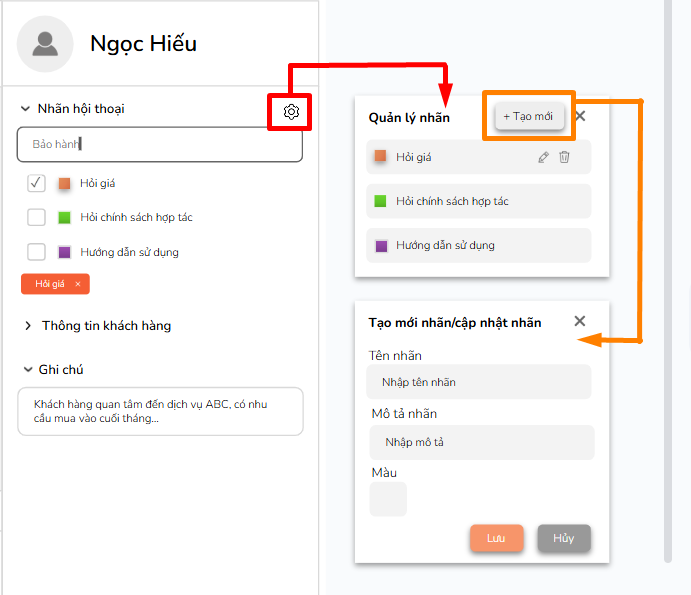 Ngọc Hiếu
Nhãn hội thoại
Bảo hành
Hỏi giá
Hỏi chính sách hợp tác
Hướng dẫn sử dụng
Hỏi giá ×
Thông tin khách hàng
Ghi chú
Khách hàng quan tâm đến dịch vụ ABC, có nhu
cầu mua vào cuối tháng...
Quản lý nhãn
+ Tạo mới
Hỏi giá
Hỏi chính sách hợp tác
Hướng dẫn sử dụng
Tạo mới nhãn/cập nhật nhãn
Tên nhãn
Nhập tên nhãn
Mô tả nhãn
Nhập mô tả
Màu
Lưu
Hủy